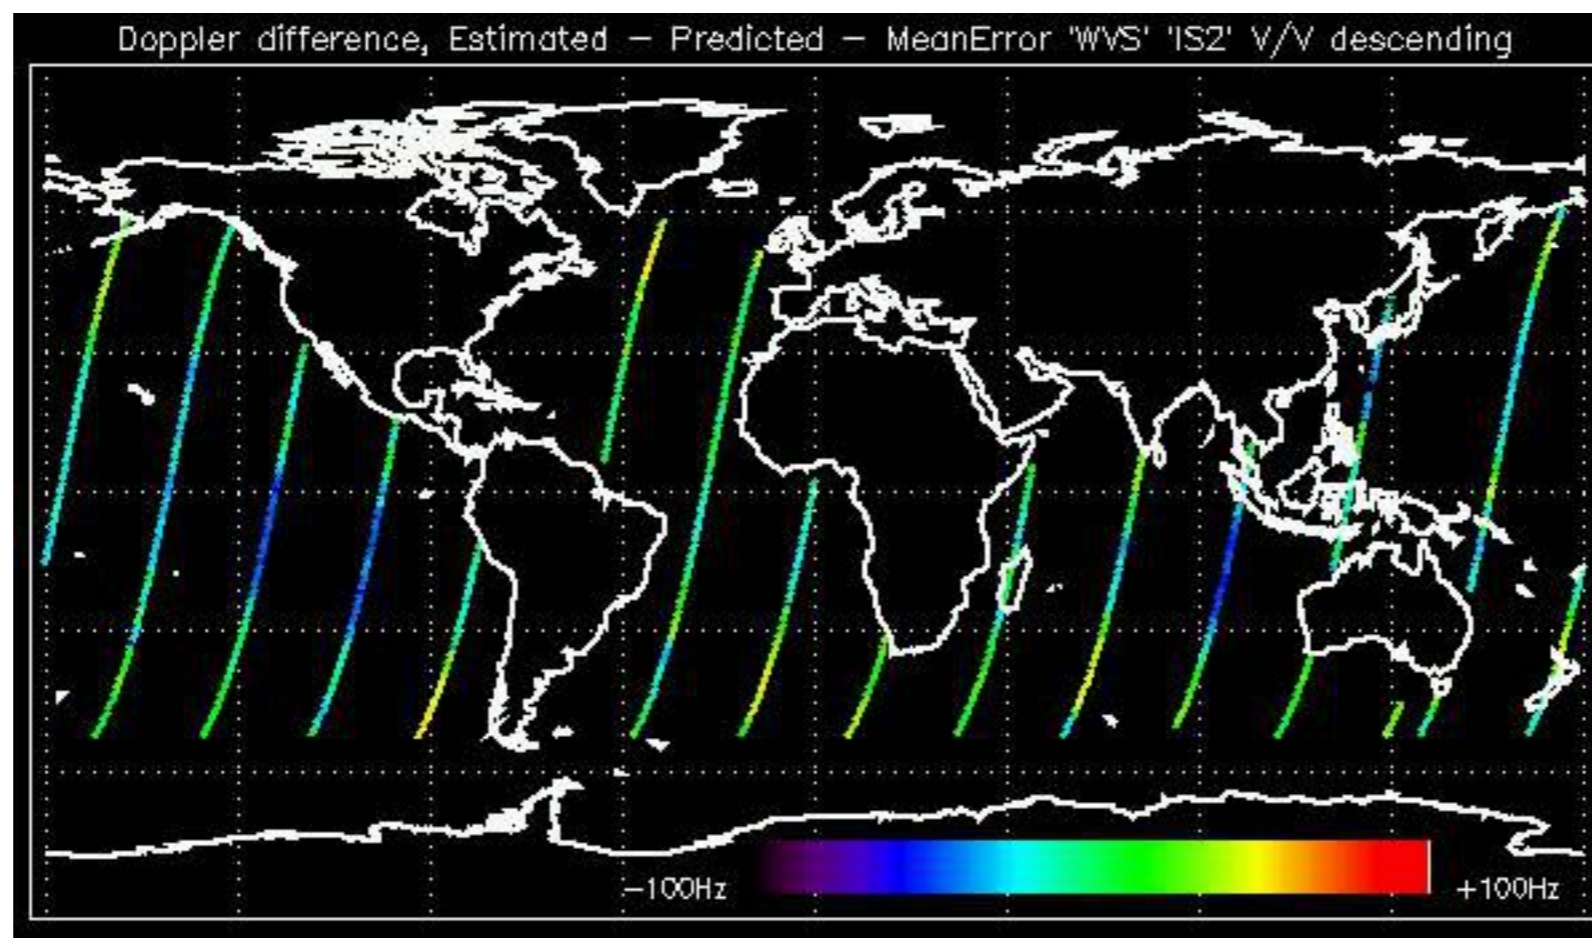 Doppler difference, Estimated – Predicted – MeanError 'WVS' 'IS2' V/V descending
–100Hz +100Hz